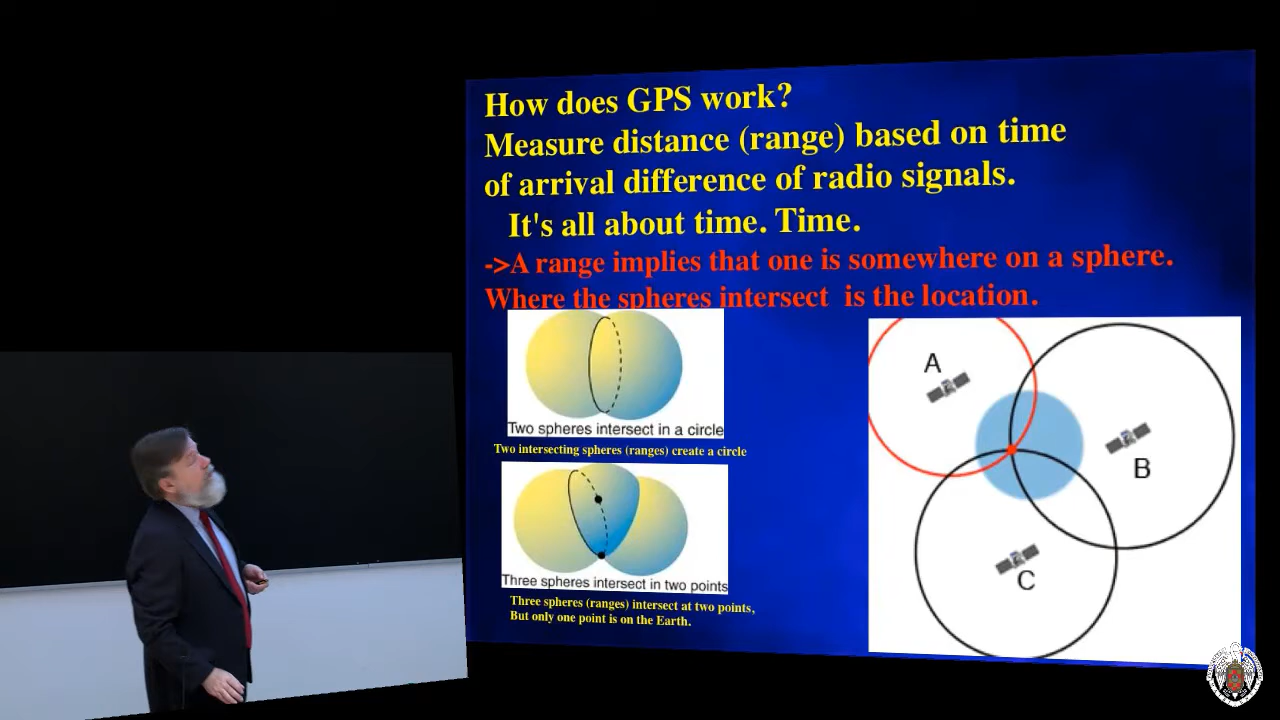 How does GPS work?
Measure distance (range) based on time
of arrival difference of radio signals.
It's all about time. Time.
->A range implies that one is somewhere on a sphere.
Where the spheres intersect is the location.
Two spheres intersect in a circle
Two intersecting spheres (ranges) create a circle
Three spheres intersect in two points
Three spheres (ranges) intersect at two points,
But only one point is on the Earth.
A
B
C